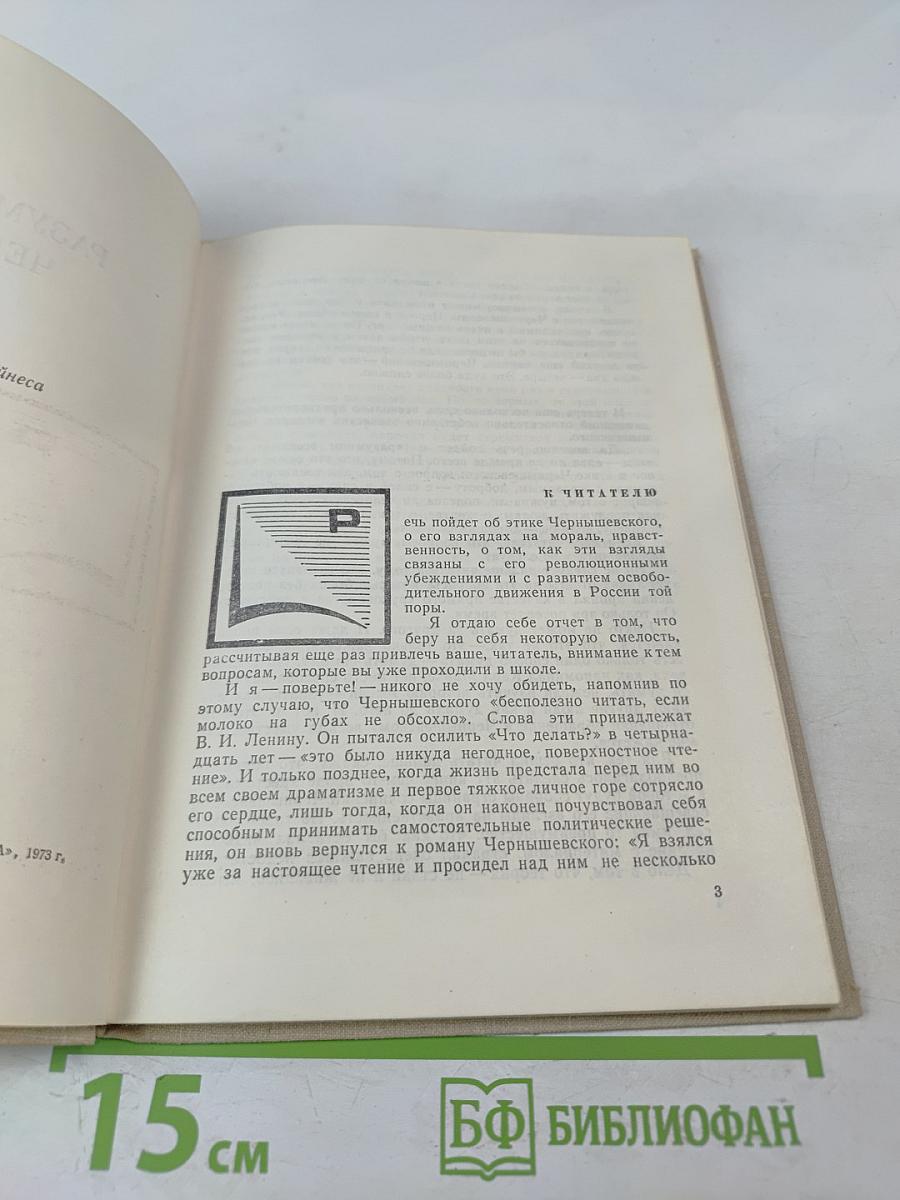 йнеса
А», 1973 г.
К ЧИТАТЕЛЮ
Речь пойдет об этике Чернышевского,
о его взглядах на мораль, нравст-
венность, о том, как эти взгляды
связаны с его революционными
убеждениями и с развитием освобо-
дительного движения в России той
поры.
Я отдаю себе отчет в том, что
беру на себя некоторую смелость,
рассчитывая еще раз привлечь ваше, читатель, внимание к тем
вопросам, которые вы уже проходили в школе.
И я — поверьте! — никого не хочу обидеть, напомнив по
этому случаю, что Чернышевского «бесполезно читать, если
молоко на губах не обсохло». Слова эти принадлежат
В. И. Ленину. Он пытался осилить «Что делать?» в четырна-
дцать лет — «это было никуда негодное, поверхностное чте-
ние». И только позднее, когда жизнь предстала перед ним во
всем своем драматизме и первое тяжкое личное горе сотрясло
его сердце, лишь тогда, когда он наконец почувствовал себя
способным принимать самостоятельные политические реше-
ния, он вновь вернулся к роману Чернышевского: «Я взялся
уже за настоящее чтение и просидел над ним не несколько
3
15 см
БФ БИБЛИОФАН